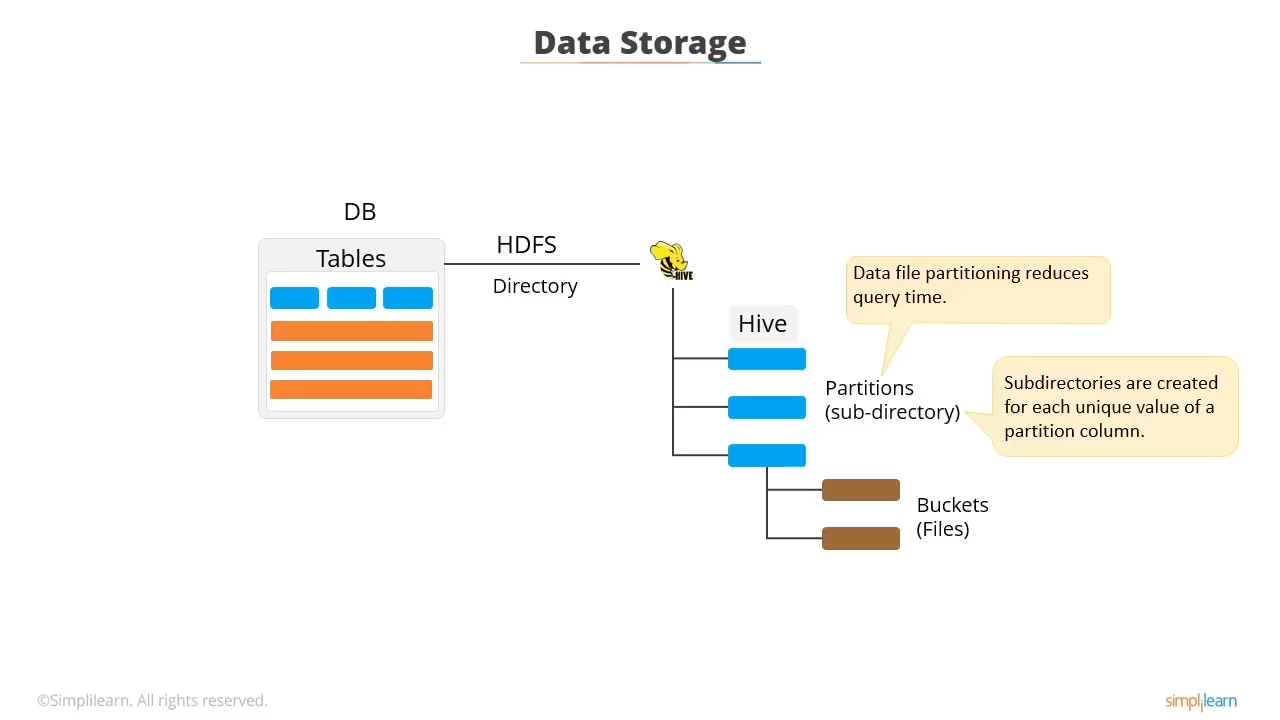 Data Storage
DB
Tables
HDFS
Directory
HIVE
Hive
Data file partitioning reduces
query time.
Partitions
(sub-directory)
Subdirectories are created
for each unique value of a
partition column.
Buckets
(Files)
©Simplilearn. All rights reserved.
simplilearn